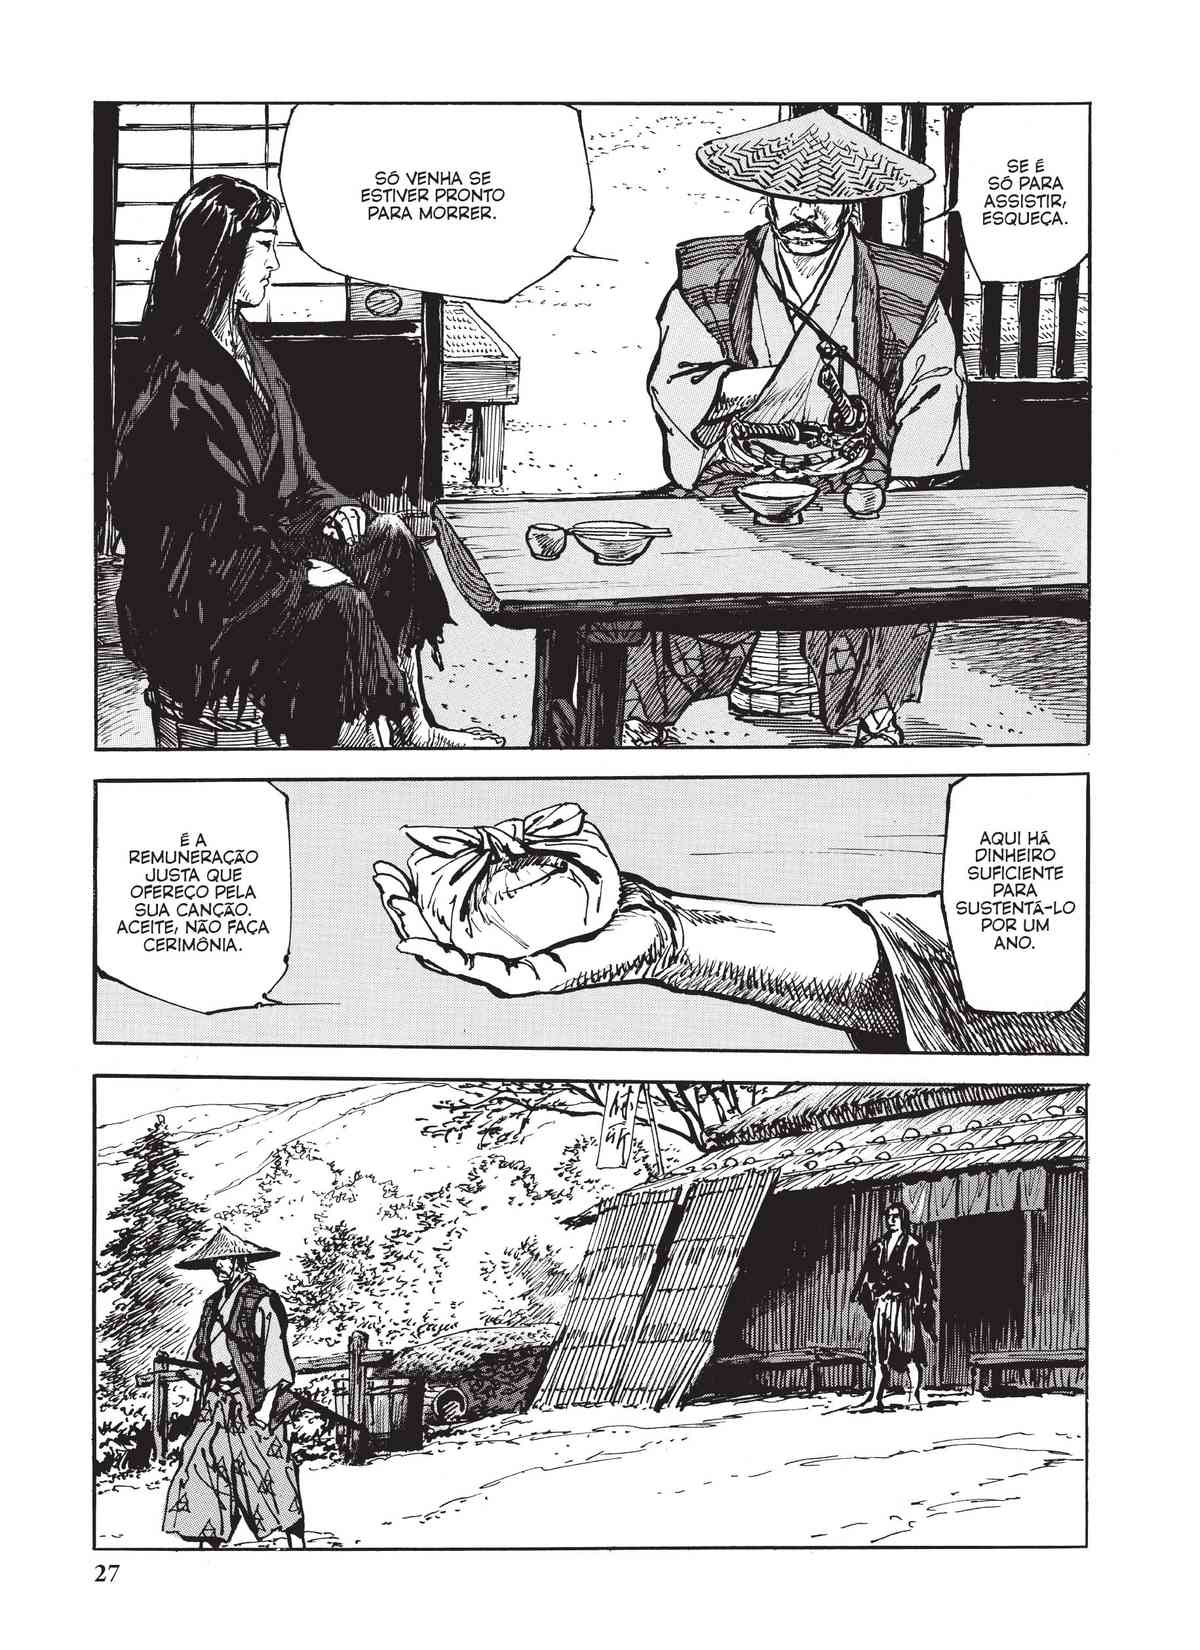 SE É
SÓ PARA
ASSISTIR,
ESQUEÇA.
SÓ VENHA SE
ESTIVER PRONTO
PARA MORRER.
AQUI HÁ
DINHEIRO
SUFICIENTE
PARA
SUSTENTÁ-LO
POR UM
ANO.
É A
REMUNERAÇÃO
JUSTA QUE
OFEREÇO PELA
SUA CANÇÃO.
ACEITE, NÃO FAÇA
CERIMÔNIA.
27